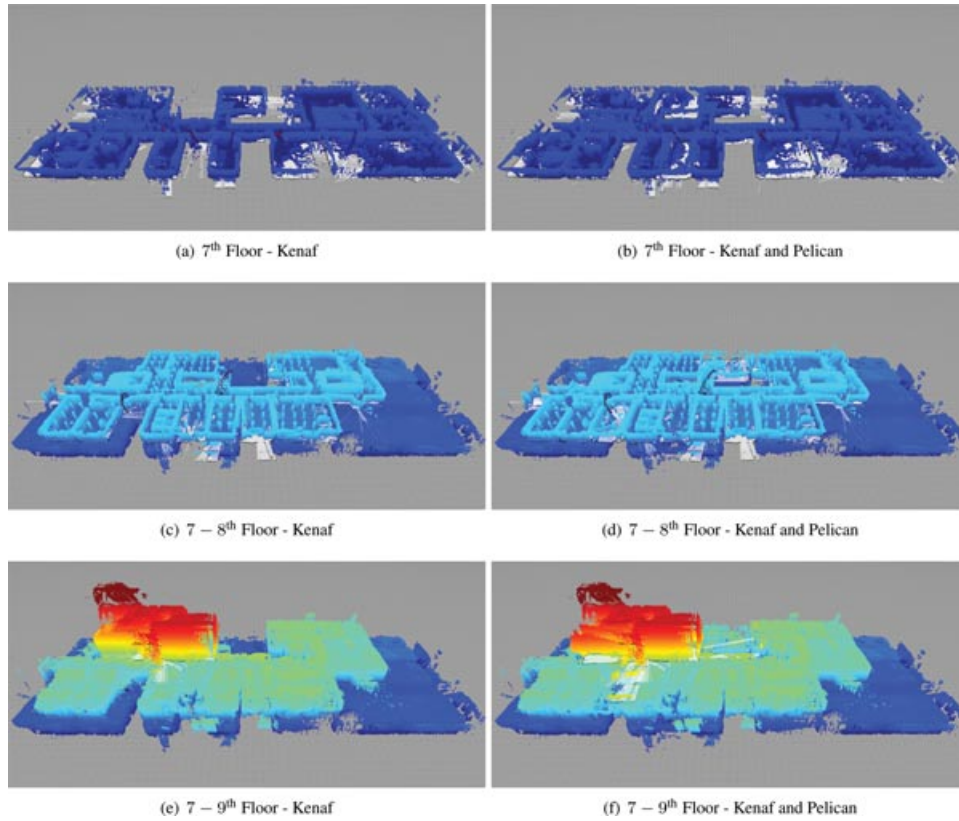 (a) 7th Floor - Kenaf
(b) 7th Floor - Kenaf and Pelican
(c) 7 – 8th Floor - Kenaf
(d) 7 – 8th Floor - Kenaf and Pelican
(e) 7 – 9th Floor - Kenaf
(f) 7 – 9th Floor - Kenaf and Pelican